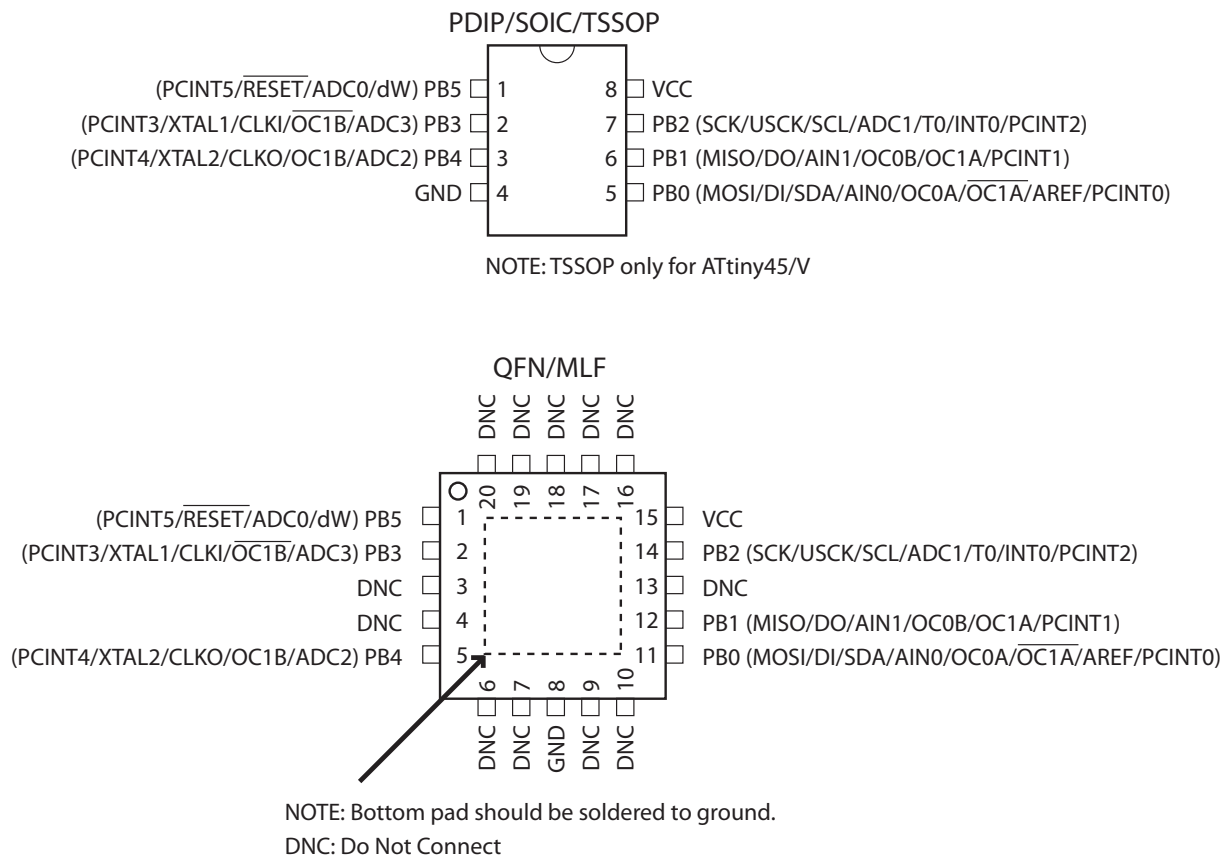 PDIP/SOIC/TSSOP
(PCINT5/RESET/ADC0/dW) PB5 1 8 VCC
(PCINT3/XTAL1/CLKI/OC1B/ADC3) PB3 2 7 PB2 (SCK/USCK/SCL/ADC1/T0/INT0/PCINT2)
(PCINT4/XTAL2/CLKO/OC1B/ADC2) PB4 3 6 PB1 (MISO/DO/AIN1/OC0B/OC1A/PCINT1)
GND 4 5 PB0 (MOSI/DI/SDA/AIN0/OC0A/OC1A/AREF/PCINT0)
NOTE: TSSOP only for ATtiny45/V
QFN/MLF
DNC DNC DNC DNC DNC
20 19 18 17 16
(PCINT5/RESET/ADC0/dW) PB5 1 15 VCC
(PCINT3/XTAL1/CLKI/OC1B/ADC3) PB3 2 14 PB2 (SCK/USCK/SCL/ADC1/T0/INT0/PCINT2)
DNC 3 13 DNC
DNC 4 12 PB1 (MISO/DO/AIN1/OC0B/OC1A/PCINT1)
(PCINT4/XTAL2/CLKO/OC1B/ADC2) PB4 5 11 PB0 (MOSI/DI/SDA/AIN0/OC0A/OC1A/AREF/PCINT0)
6 7 8 9 10
DNC DNC GND DNC DNC
NOTE: Bottom pad should be soldered to ground.
DNC: Do Not Connect